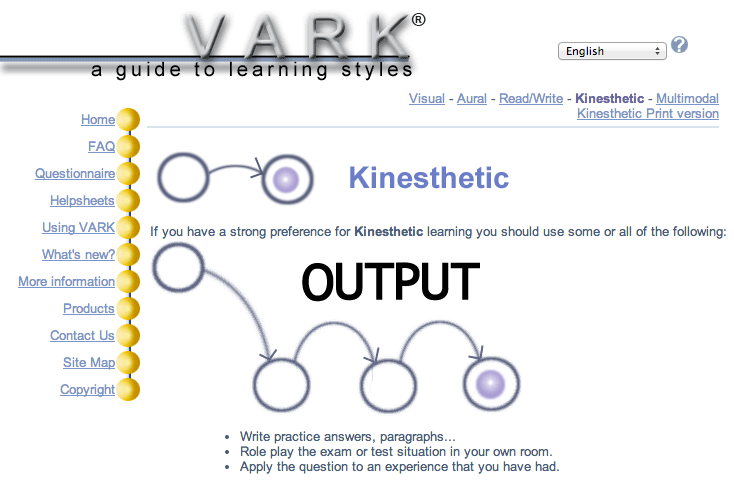 VARK®
a guide to learning styles
English
?
Visual - Aural - Read/Write - Kinesthetic - Multimodal
Kinesthetic Print version
Home
FAQ
Questionnaire
Helpsheets
Using VARK
What's new?
More information
Products
Contact Us
Site Map
Copyright
Kinesthetic
If you have a strong preference for Kinesthetic learning you should use some or all of the following:
OUTPUT
• Write practice answers, paragraphs...
• Role play the exam or test situation in your own room.
• Apply the question to an experience that you have had.